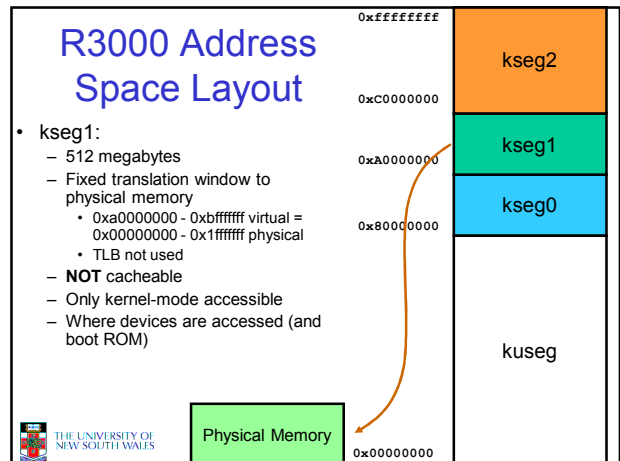 R3000 Address
Space Layout
• kseg1:
– 512 megabytes
– Fixed translation window to
physical memory
• 0xa0000000 - 0xbfffffff virtual =
0x00000000 - 0x1fffffff physical
• TLB not used
– NOT cacheable
– Only kernel-mode accessible
– Where devices are accessed (and
boot ROM)
THE UNIVERSITY OF
NEW SOUTH WALES
Physical Memory
0xffffffff
0xC0000000
0xA0000000
0x80000000
0x00000000
kseg2
kseg1
kseg0
kuseg